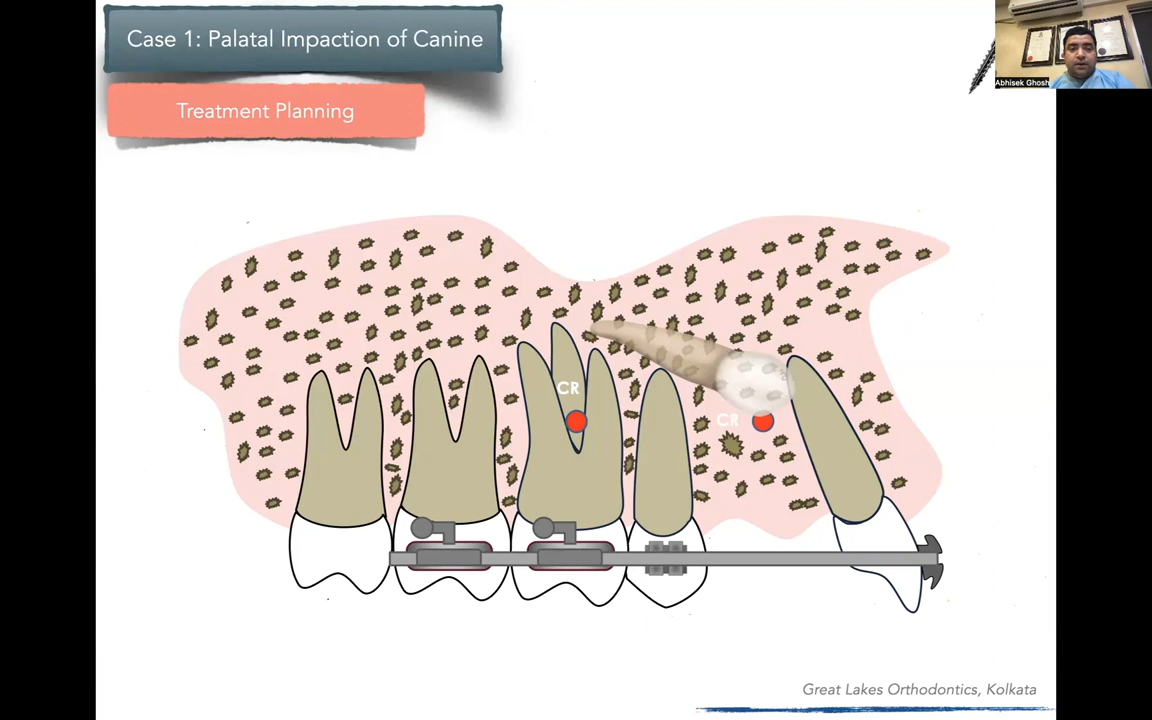 Case 1: Palatal Impaction of Canine
Abhisek Ghosh
Treatment Planning
CR
CR
Great Lakes Orthodontics, Kolkata